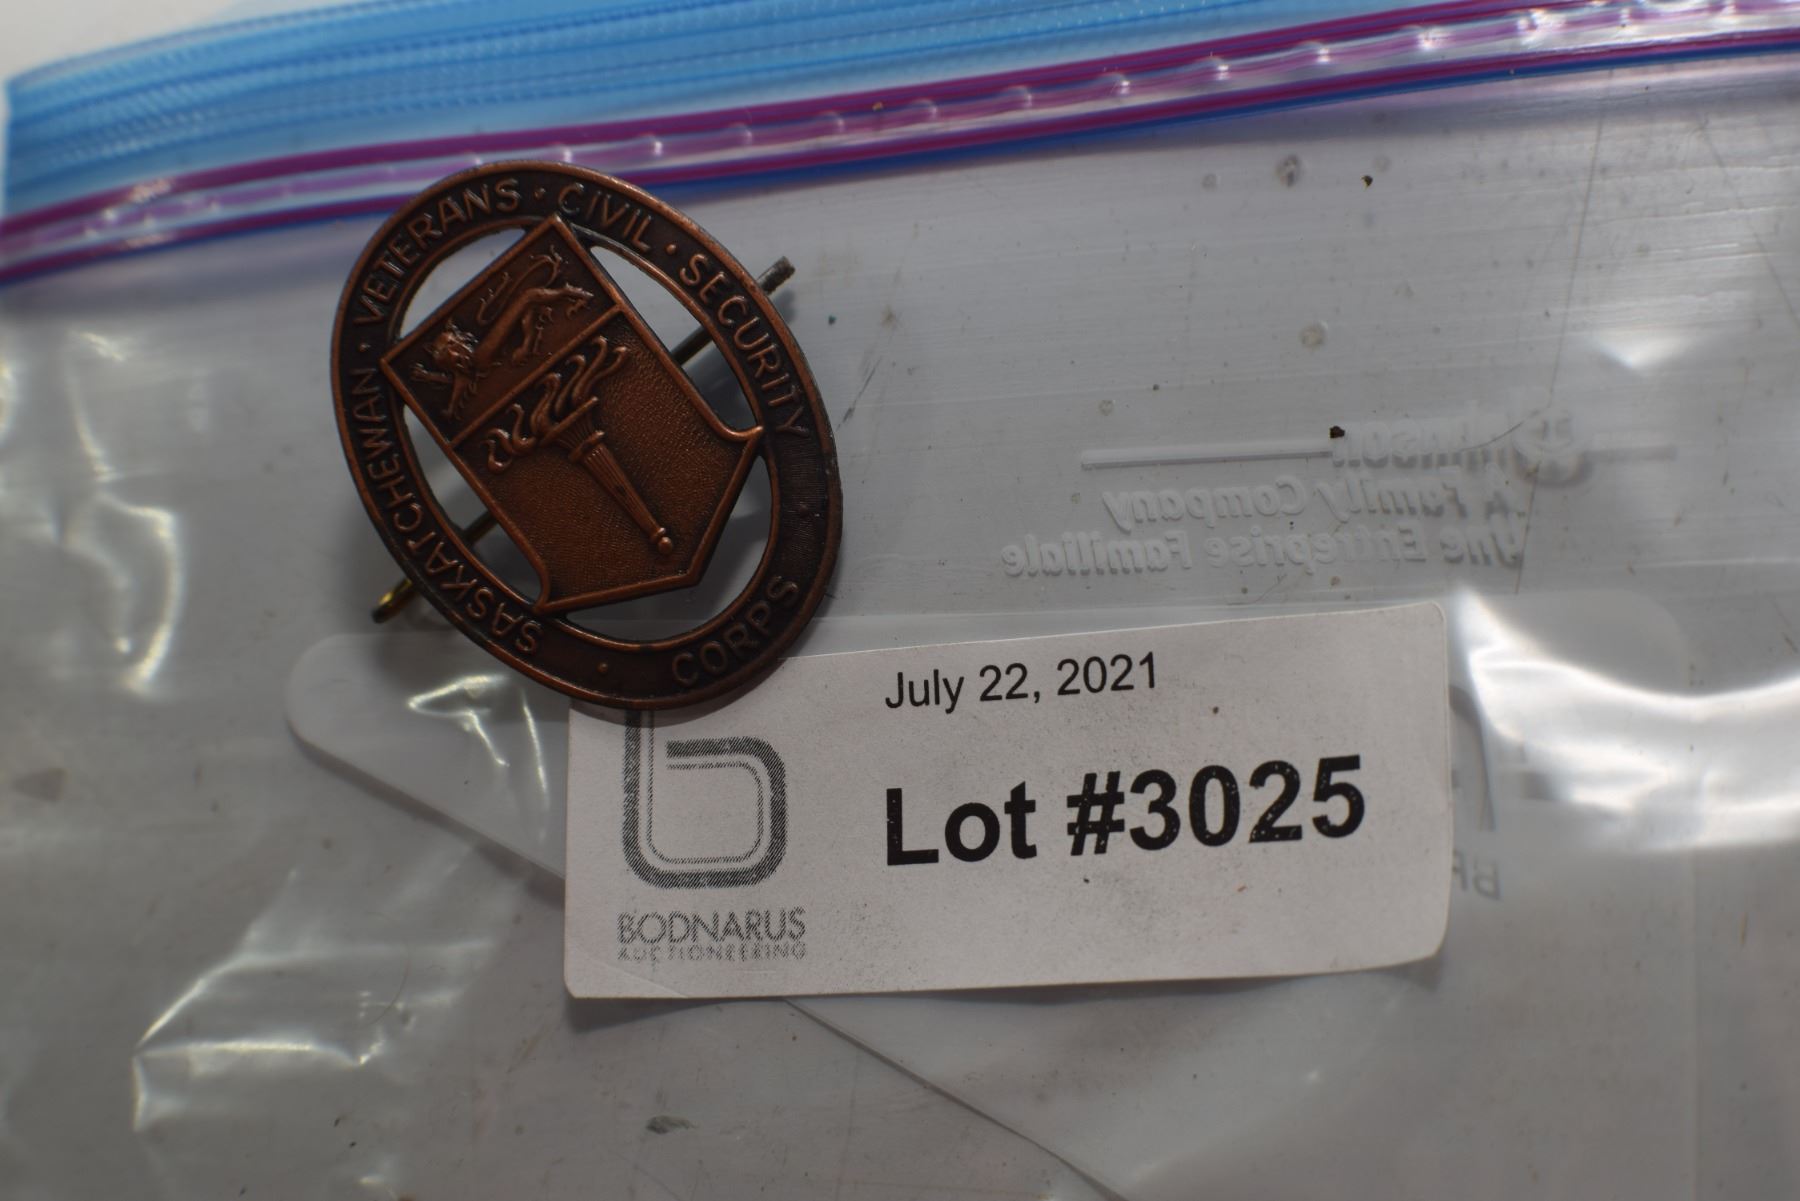 SASKATCHEWAN · VETERANS · CIVIL · SECURITY · CORPS ·
A Family Company
Une Entreprise Familiale
July 22, 2021
Lot #3025
BODNARUS
AUCTIONEERING